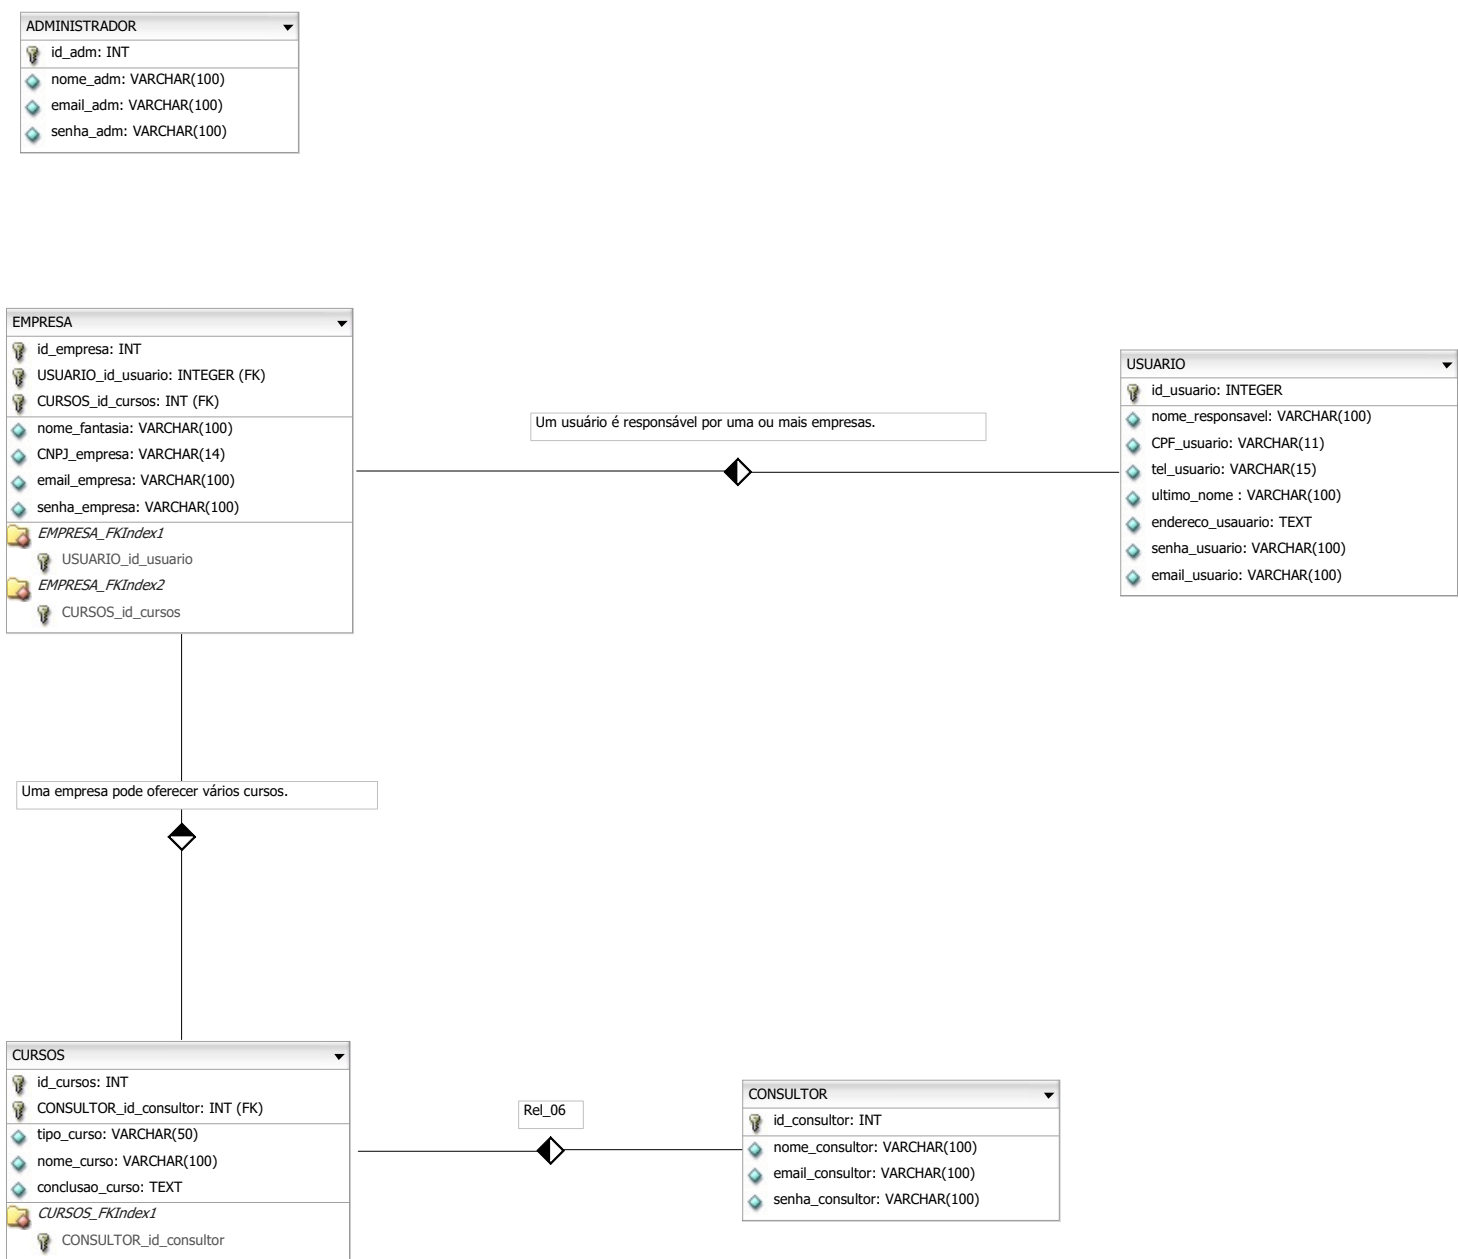 ADMINISTRADOR
id_adm: INT
nome_adm: VARCHAR(100)
email_adm: VARCHAR(100)
senha_adm: VARCHAR(100)
EMPRESA
id_empresa: INT
USUARIO_id_usuario: INTEGER (FK)
CURSOS_id_cursos: INT (FK)
nome_fantasia: VARCHAR(100)
CNPJ_empresa: VARCHAR(14)
email_empresa: VARCHAR(100)
senha_empresa: VARCHAR(100)
EMPRESA_FKIndex1
USUARIO_id_usuario
EMPRESA_FKIndex2
CURSOS_id_cursos
Um usuário é responsável por uma ou mais empresas.
USUARIO
id_usuario: INTEGER
nome_responsavel: VARCHAR(100)
CPF_usuario: VARCHAR(11)
tel_usuario: VARCHAR(15)
ultimo_nome : VARCHAR(100)
endereco_usauario: TEXT
senha_usuario: VARCHAR(100)
email_usuario: VARCHAR(100)
Uma empresa pode oferecer vários cursos.
CURSOS
id_cursos: INT
CONSULTOR_id_consultor: INT (FK)
tipo_curso: VARCHAR(50)
nome_curso: VARCHAR(100)
conclusao_curso: TEXT
CURSOS_FKIndex1
CONSULTOR_id_consultor
Rel_06
CONSULTOR
id_consultor: INT
nome_consultor: VARCHAR(100)
email_consultor: VARCHAR(100)
senha_consultor: VARCHAR(100)